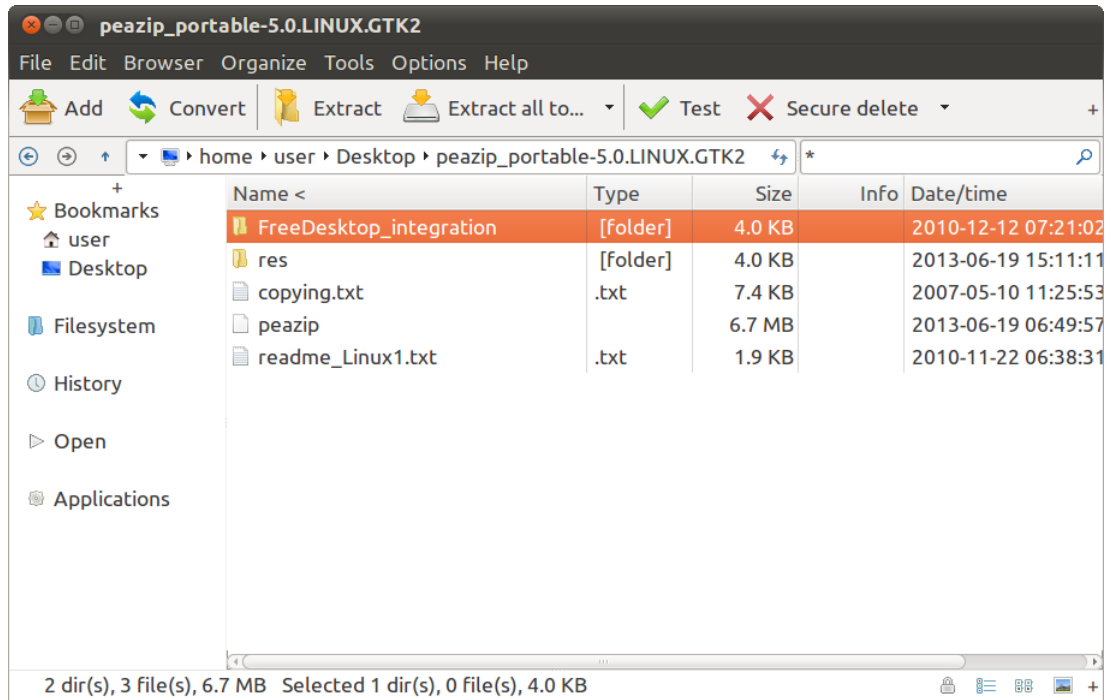 peazip_portable-5.0.LINUX.GTK2
File Edit Browser Organize Tools Options Help
Add Convert Extract Extract all to... Test Secure delete +
home user Desktop peazip_portable-5.0.LINUX.GTK2 *
+
Bookmarks
user
Desktop
Filesystem
History
Open
Applications
Name < Type Size Info Date/time
FreeDesktop_integration [folder] 4.0 KB 2010-12-12 07:21:02
res [folder] 4.0 KB 2013-06-19 15:11:11
copying.txt .txt 7.4 KB 2007-05-10 11:25:53
peazip 6.7 MB 2013-06-19 06:49:57
readme_Linux1.txt .txt 1.9 KB 2010-11-22 06:38:31
2 dir(s), 3 file(s), 6.7 MB Selected 1 dir(s), 0 file(s), 4.0 KB +